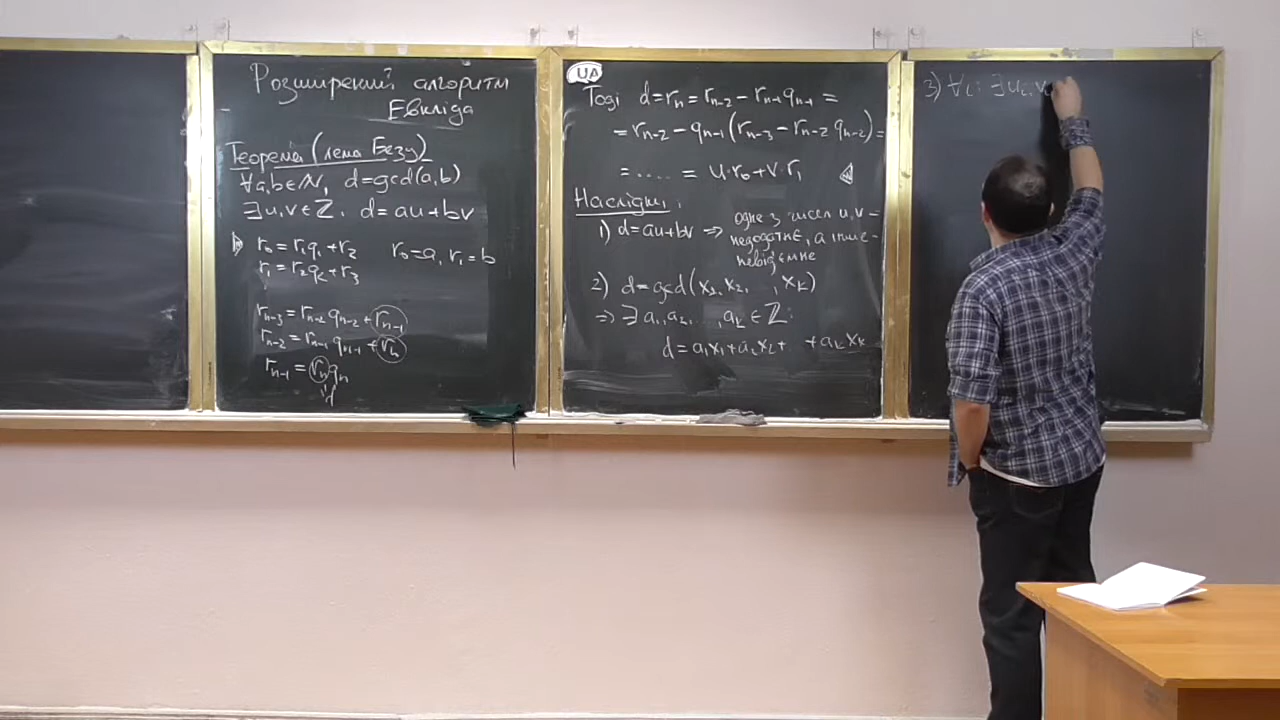 Розширений алгоритм
Евкліда
Теорема (лема Безу)
∀a,b∈ℕ, d=gcd(a,b)
∃u,v∈ℤ: d=au+bv
r₀=r₁q₁+r₂ r₀=a, r₁=b
r₁=r₂q₂+r₃
rₙ₋₃=rₙ₋₂qₙ₋₂+rₙ₋₁
rₙ₋₂=rₙ₋₁qₙ₋₁+rₙ
rₙ₋₁=rₙqₙ
d
UA
Тоді d=rₙ=rₙ₋₂-rₙ₋₁qₙ₋₁=
=rₙ₋₂-qₙ₋₁(rₙ₋₃-rₙ₋₂qₙ₋₂)=
=.....= u·r₀+v·r₁
Наслідки:
1) d=au+bv ⇒ одне з чисел u,v-
недодатнє, а інше-
невід'ємне
2) d=gcd(x₁,x₂, ,xₖ)
⇒ ∃a₁,a₂,...,aₖ∈ℤ:
d=a₁x₁+a₂x₂+ +aₖxₖ
3) ∀i: ∃uᵢ,v